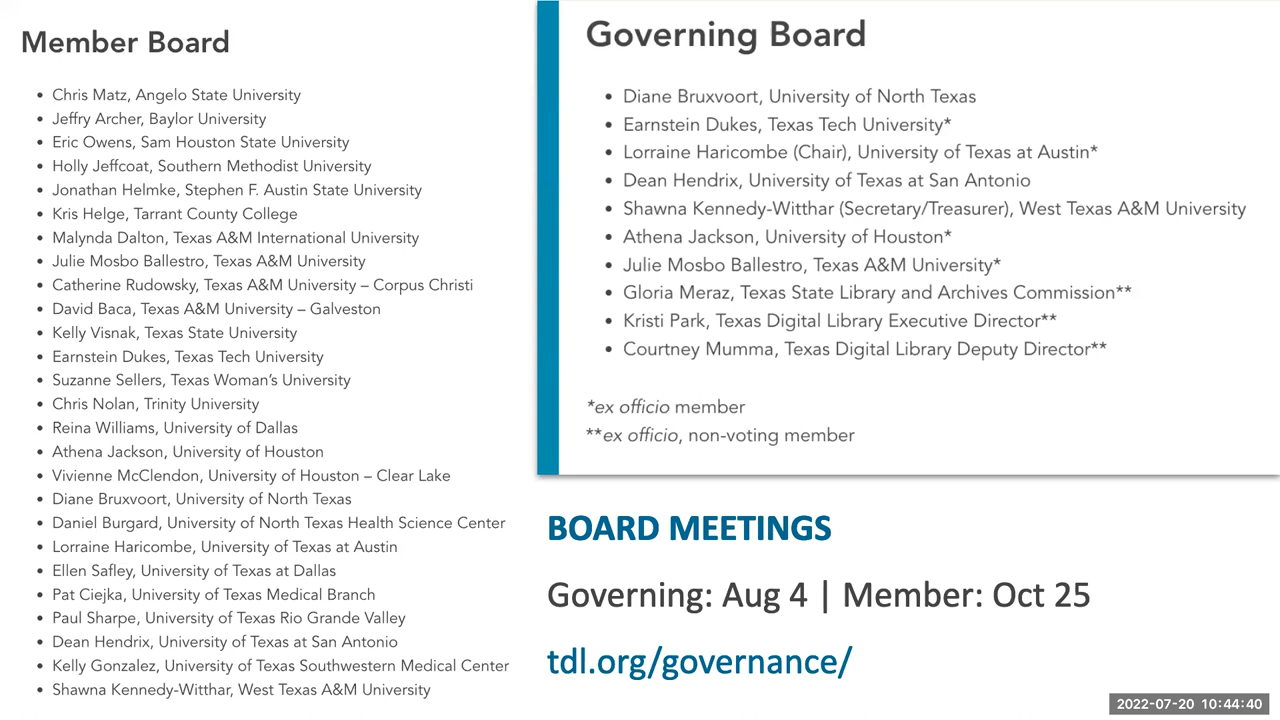 Member Board
• Chris Matz, Angelo State University
• Jeffry Archer, Baylor University
• Eric Owens, Sam Houston State University
• Holly Jeffcoat, Southern Methodist University
• Jonathan Helmke, Stephen F. Austin State University
• Kris Helge, Tarrant County College
• Malynda Dalton, Texas A&M International University
• Julie Mosbo Ballestro, Texas A&M University
• Catherine Rudowsky, Texas A&M University – Corpus Christi
• David Baca, Texas A&M University – Galveston
• Kelly Visnak, Texas State University
• Earnstein Dukes, Texas Tech University
• Suzanne Sellers, Texas Woman’s University
• Chris Nolan, Trinity University
• Reina Williams, University of Dallas
• Athena Jackson, University of Houston
• Vivienne McClendon, University of Houston – Clear Lake
• Diane Bruxvoort, University of North Texas
• Daniel Burgard, University of North Texas Health Science Center
• Lorraine Haricombe, University of Texas at Austin
• Ellen Safley, University of Texas at Dallas
• Pat Ciejka, University of Texas Medical Branch
• Paul Sharpe, University of Texas Rio Grande Valley
• Dean Hendrix, University of Texas at San Antonio
• Kelly Gonzalez, University of Texas Southwestern Medical Center
• Shawna Kennedy-Witthar, West Texas A&M University
Governing Board
• Diane Bruxvoort, University of North Texas
• Earnstein Dukes, Texas Tech University*
• Lorraine Haricombe (Chair), University of Texas at Austin*
• Dean Hendrix, University of Texas at San Antonio
• Shawna Kennedy-Witthar (Secretary/Treasurer), West Texas A&M University
• Athena Jackson, University of Houston*
• Julie Mosbo Ballestro, Texas A&M University*
• Gloria Meraz, Texas State Library and Archives Commission**
• Kristi Park, Texas Digital Library Executive Director**
• Courtney Mumma, Texas Digital Library Deputy Director**
*ex officio member
**ex officio, non-voting member
BOARD MEETINGS
Governing: Aug 4 | Member: Oct 25
tdl.org/governance/
2022-07-20 10:44:40